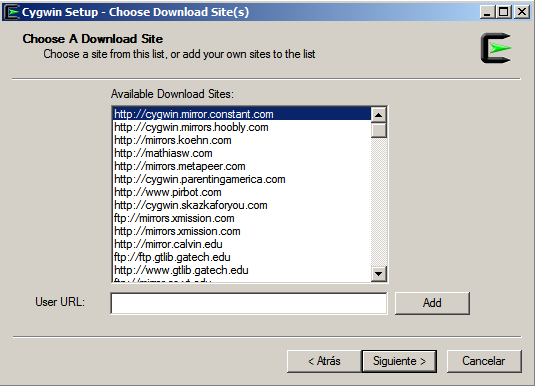 Cygwin Setup - Choose Download Site(s)
Choose A Download Site
Choose a site from this list, or add your own sites to the list
Available Download Sites:
http://cygwin.mirror.constant.com
http://cygwin.mirrors.hoobly.com
http://mirrors.koehn.com
http://mathiasw.com
http://mirrors.metapeer.com
http://cygwin.parentingamerica.com
http://www.pirbot.com
http://cygwin.skazkaforyou.com
ftp://mirrors.xmission.com
http://mirrors.xmission.com
http://mirror.calvin.edu
ftp://ftp.gtlib.gatech.edu
http://www.gtlib.gatech.edu
User URL:
Add
< Atrás
Siguiente >
Cancelar